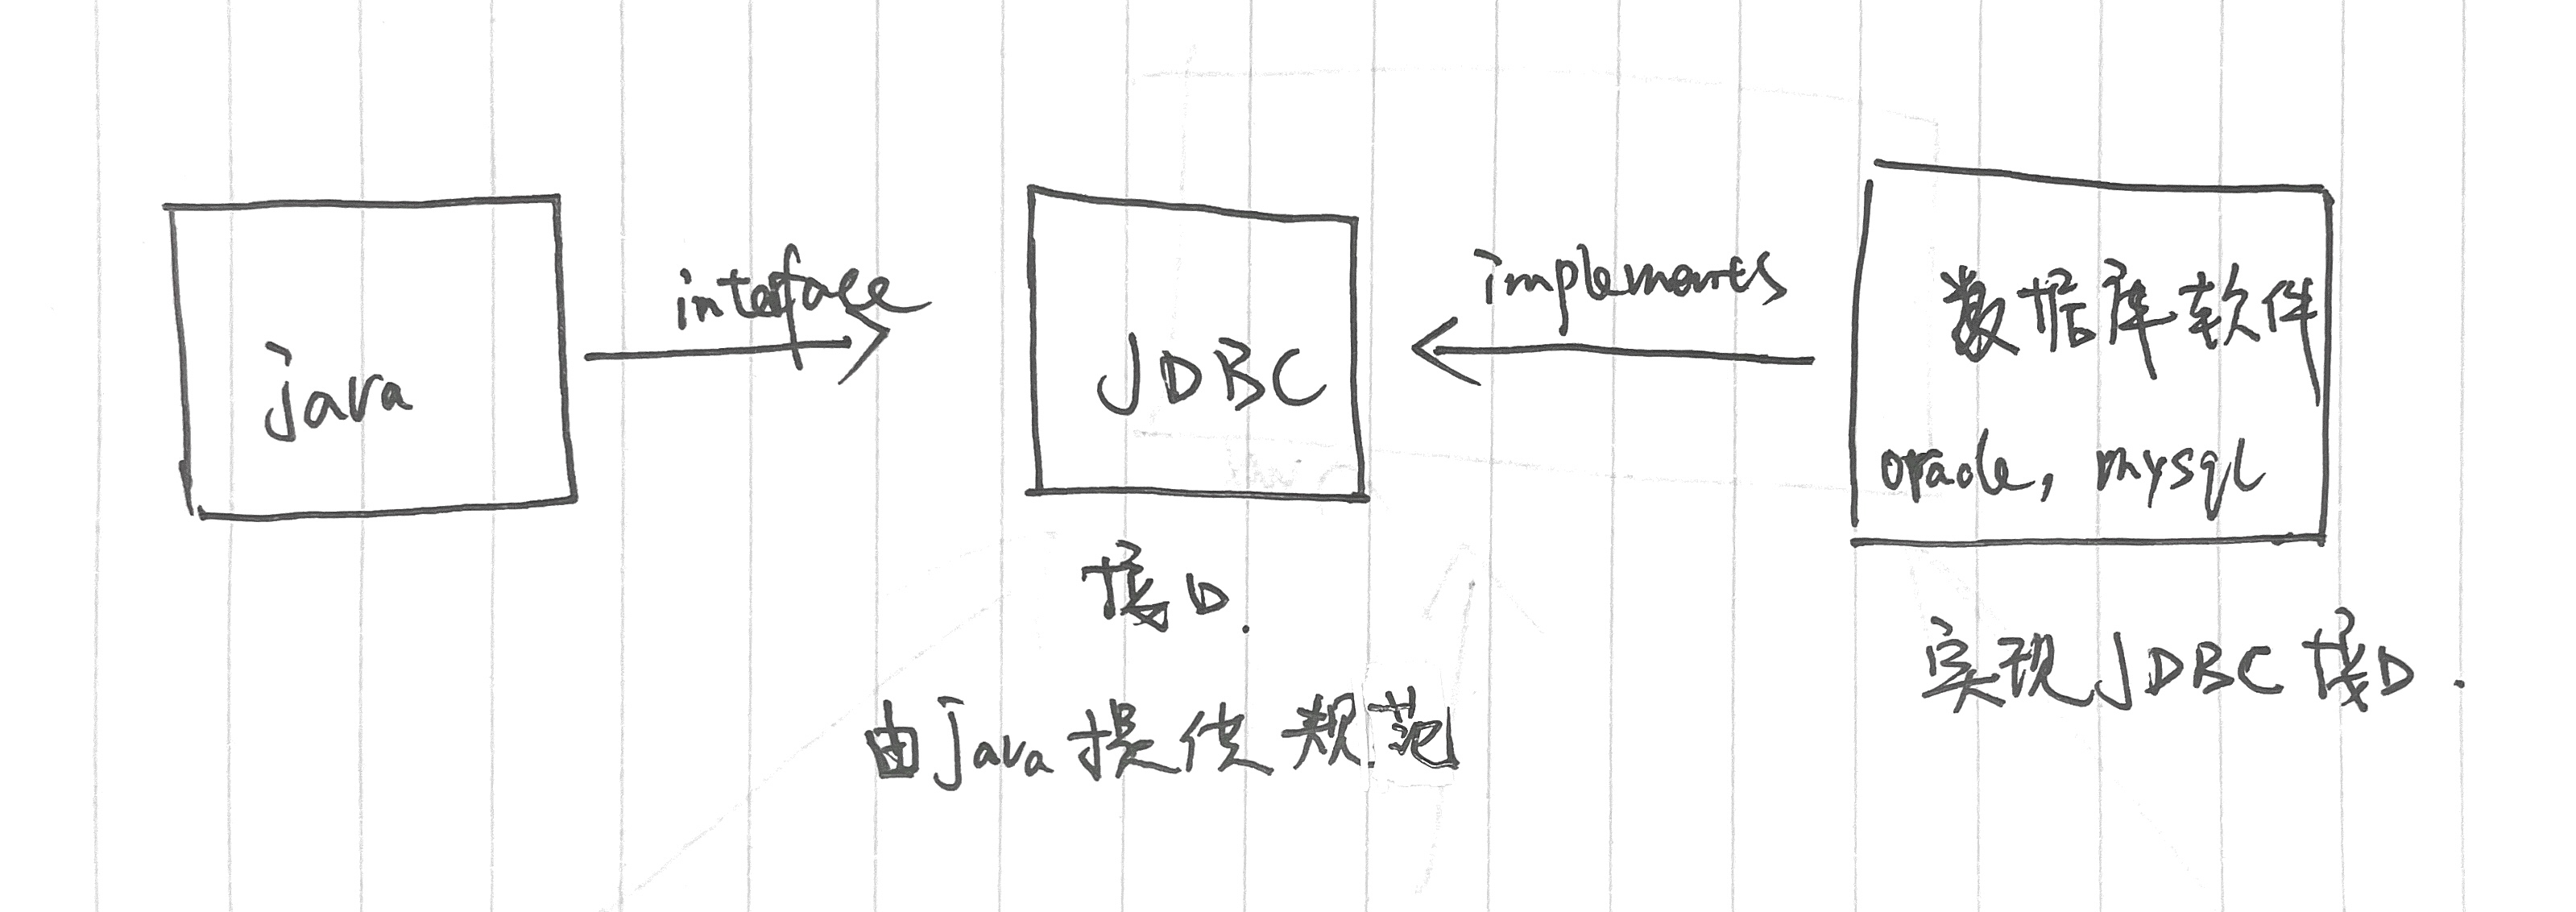 java
interface
JDBC
implements
数据库软件
oracle, mysql
接口.
由java提供规范
实现JDBC接口.